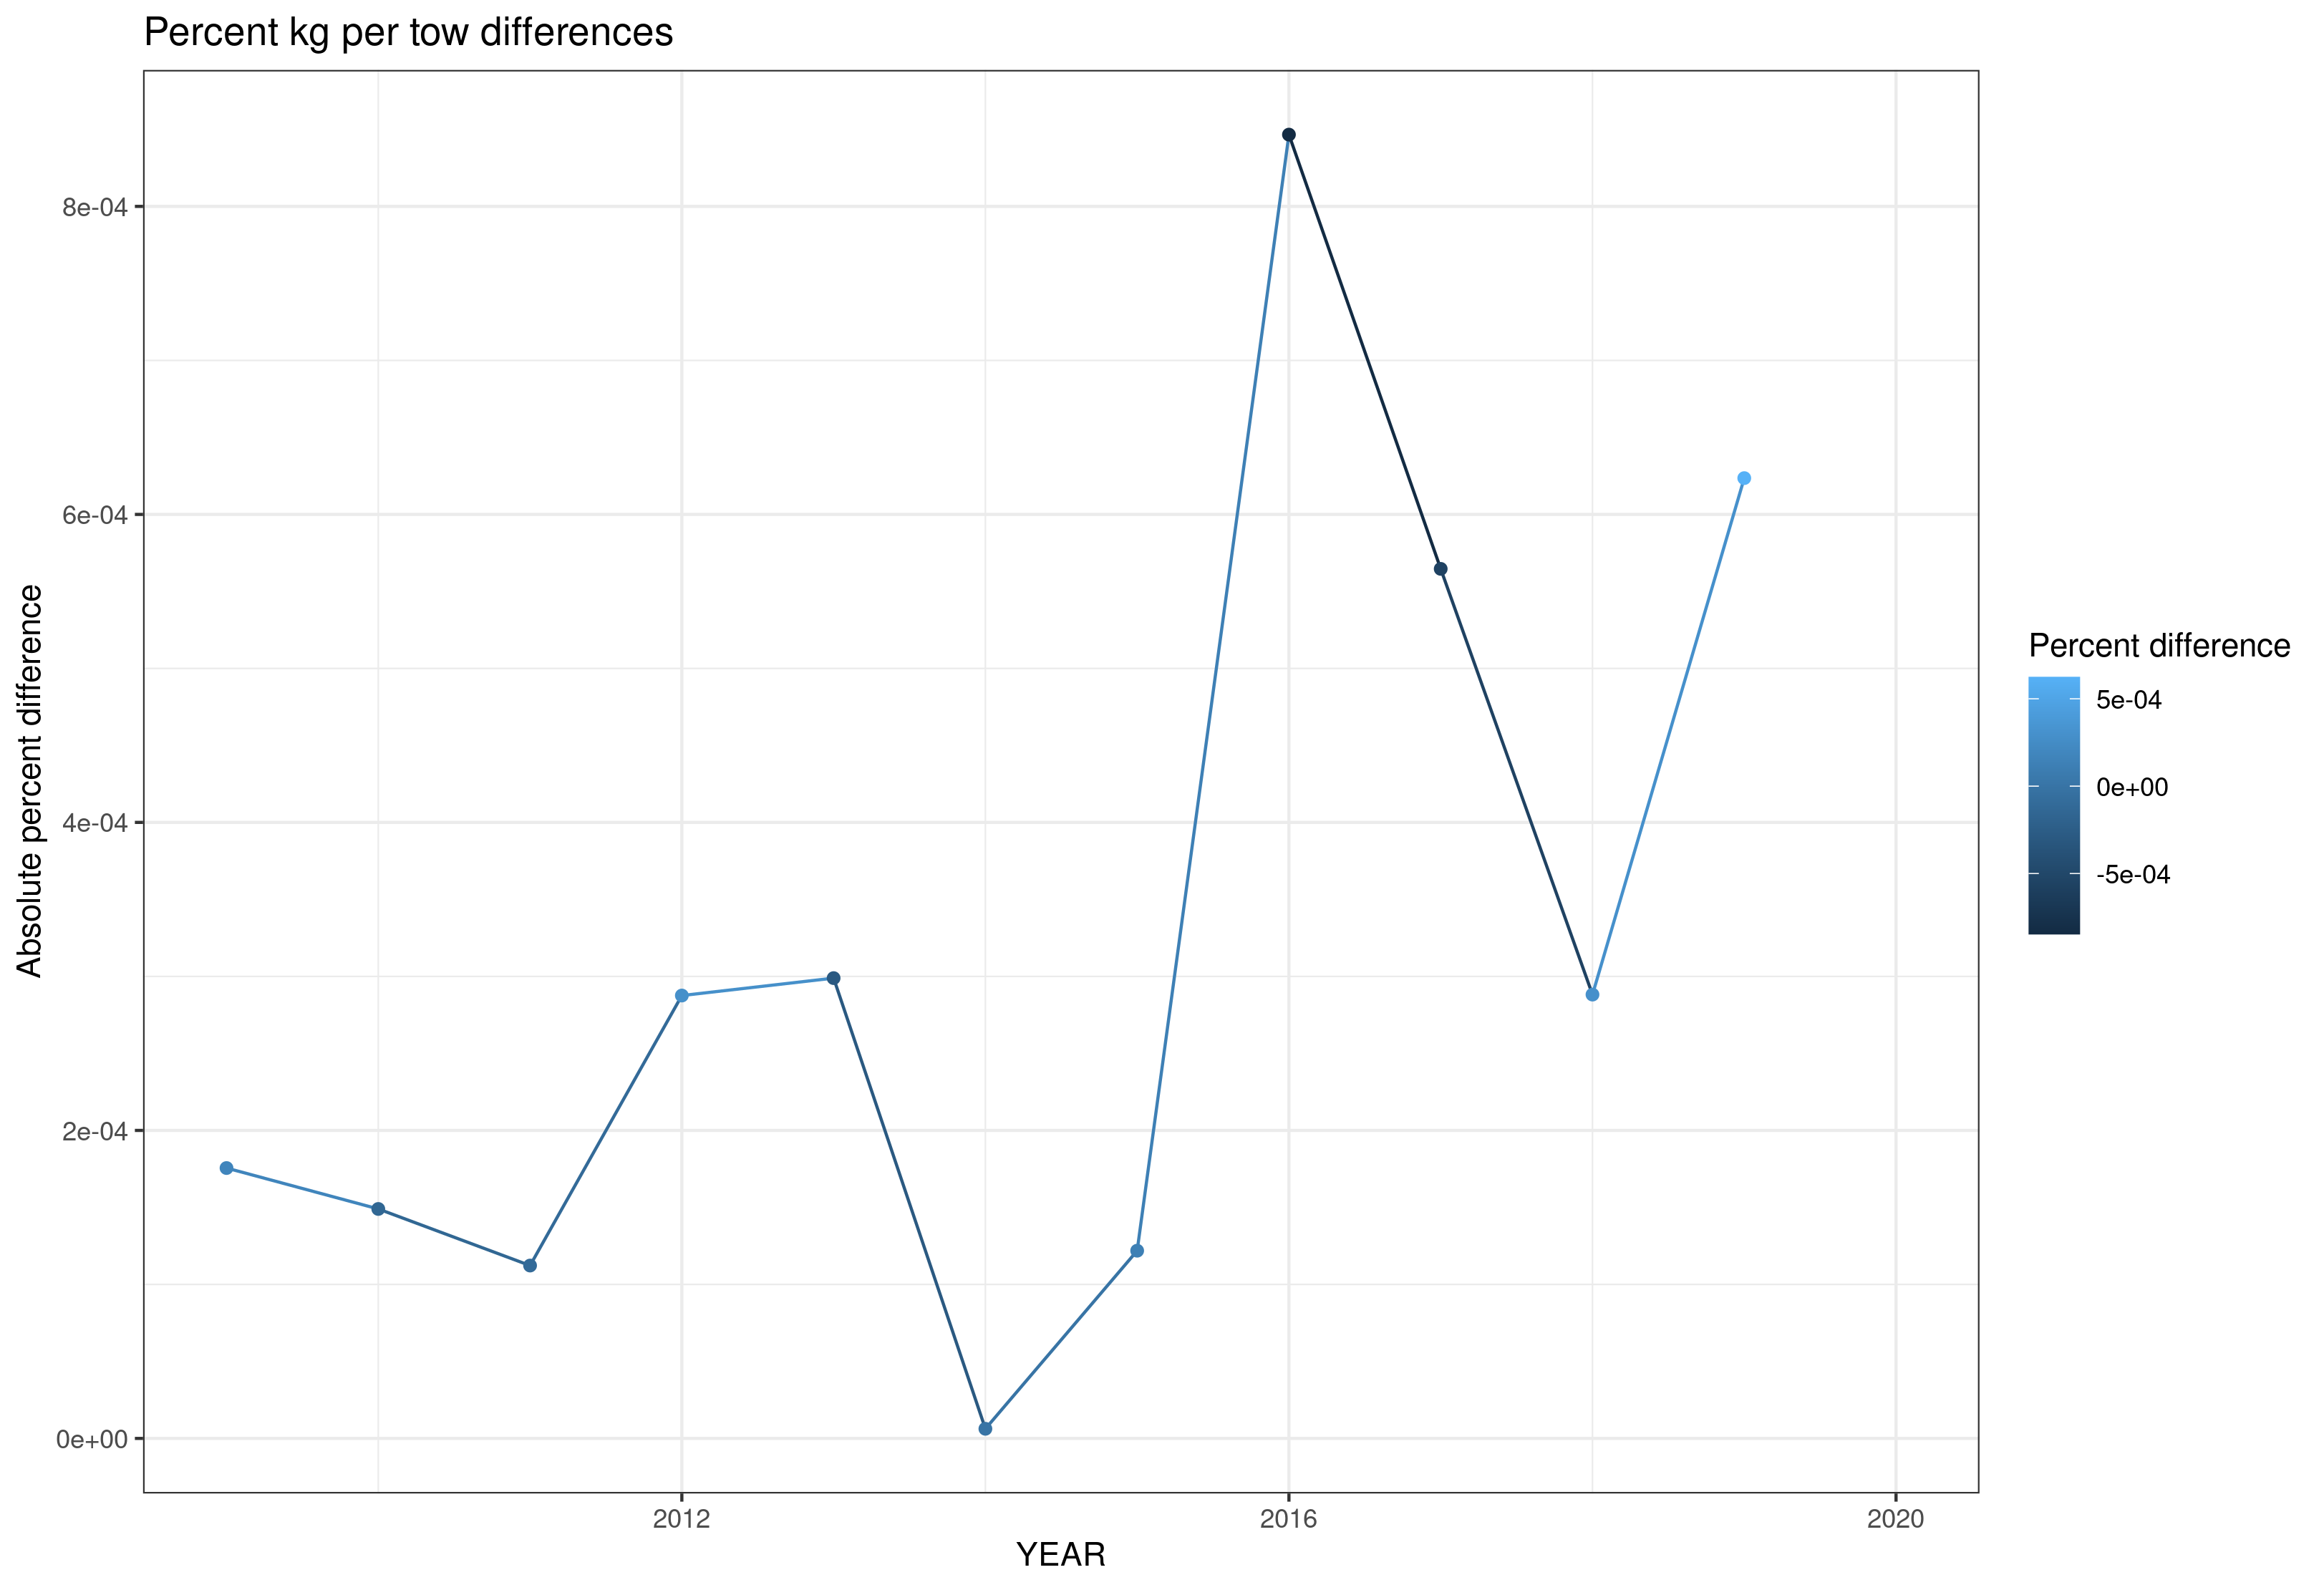 Percent kg per tow differences
Absolute percent difference
8e-04
6e-04
4e-04
2e-04
0e+00
2012
2016
2020
YEAR
Percent difference
5e-04
0e+00
-5e-04